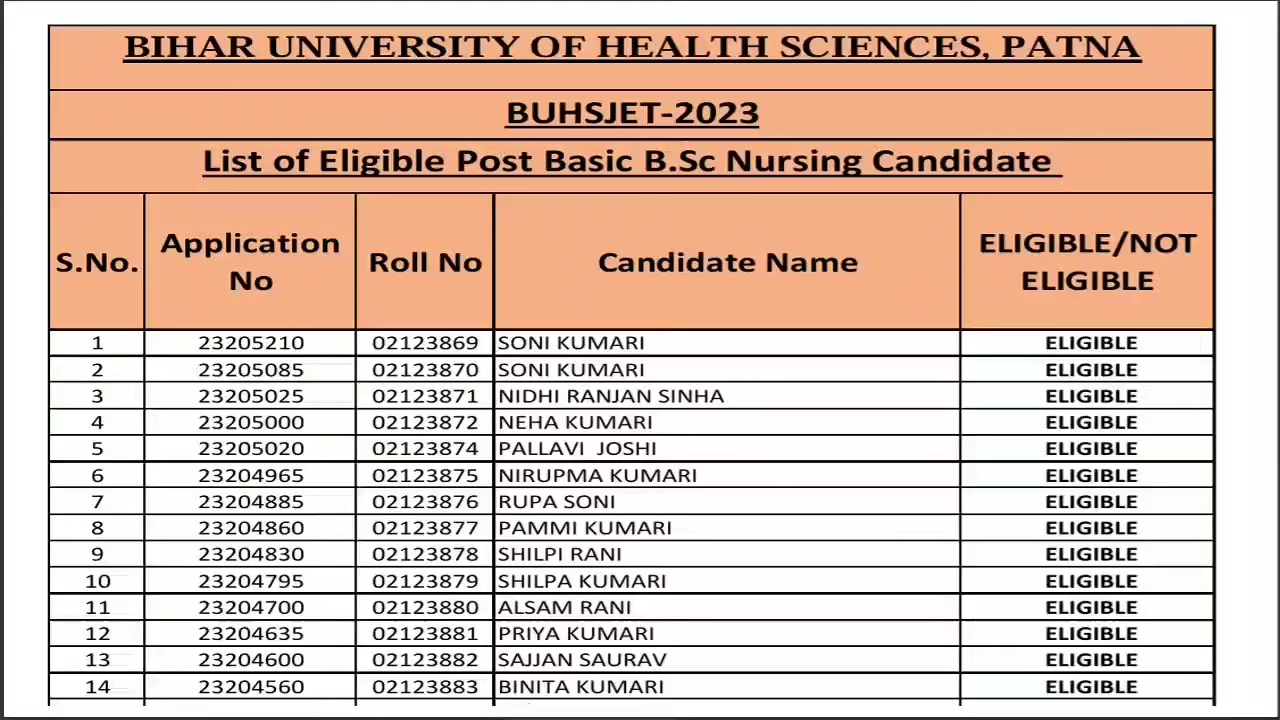 BIHAR UNIVERSITY OF HEALTH SCIENCES, PATNA
BUHSJET-2023
List of Eligible Post Basic B.Sc Nursing Candidate
S.No. Application No Roll No Candidate Name ELIGIBLE/NOT ELIGIBLE
1 23205210 02123869 SONI KUMARI ELIGIBLE
2 23205085 02123870 SONI KUMARI ELIGIBLE
3 23205025 02123871 NIDHI RANJAN SINHA ELIGIBLE
4 23205000 02123872 NEHA KUMARI ELIGIBLE
5 23205020 02123874 PALLAVI  JOSHI ELIGIBLE
6 23204965 02123875 NIRUPMA KUMARI ELIGIBLE
7 23204885 02123876 RUPA SONI ELIGIBLE
8 23204860 02123877 PAMMI KUMARI ELIGIBLE
9 23204830 02123878 SHILPI RANI ELIGIBLE
10 23204795 02123879 SHILPA KUMARI ELIGIBLE
11 23204700 02123880 ALSAM RANI ELIGIBLE
12 23204635 02123881 PRIYA KUMARI ELIGIBLE
13 23204600 02123882 SAJJAN SAURAV ELIGIBLE
14 23204560 02123883 BINITA KUMARI ELIGIBLE